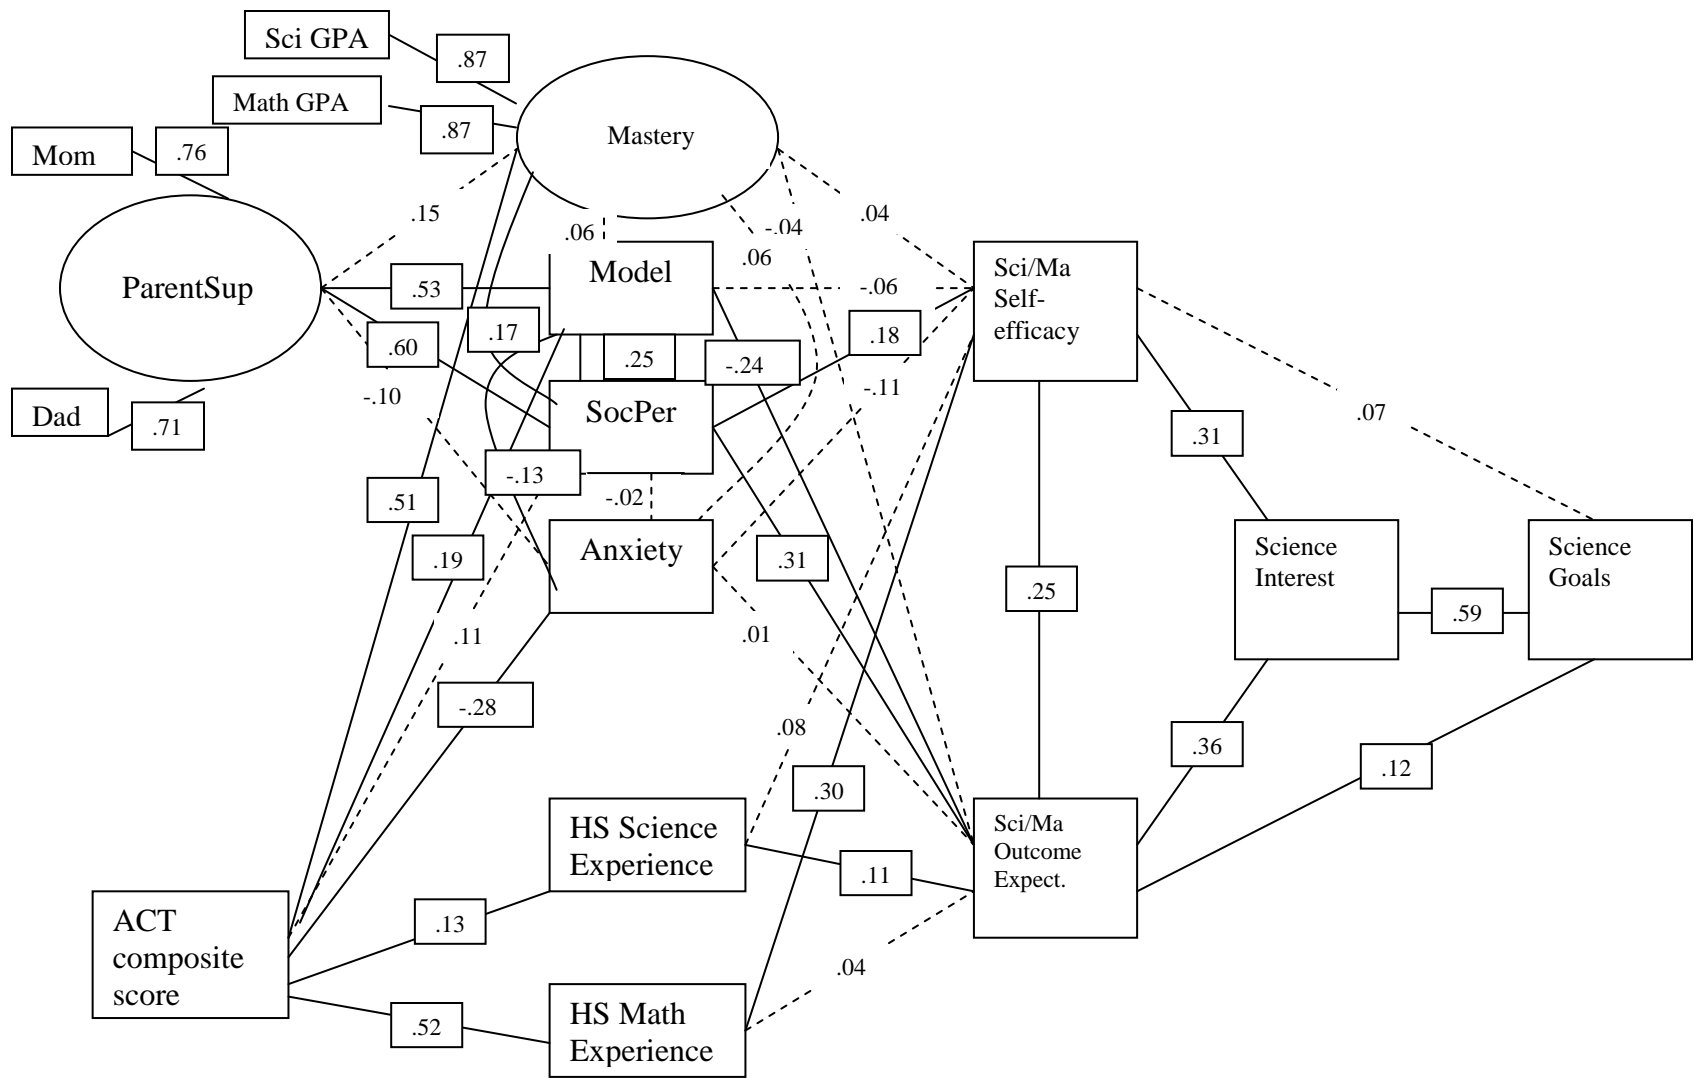 Sci GPA
.87
Math GPA
.87
Mastery
Mom
.76
.15
.06
-.04
.06
.04
ParentSup
.53
Model
-.06
Sci/Ma
Self-
efficacy
.17
.60
.25
-.24
.18
-.10
SocPer
-.11
Dad
.71
.07
.31
-.13
-.02
.51
.19
Anxiety
.31
.25
Science
Interest
Science
Goals
.59
.11
.01
-.28
.08
.36
.12
.30
HS Science
Experience
Sci/Ma
Outcome
Expect.
.11
ACT
composite
score
.13
.04
.52
HS Math
Experience